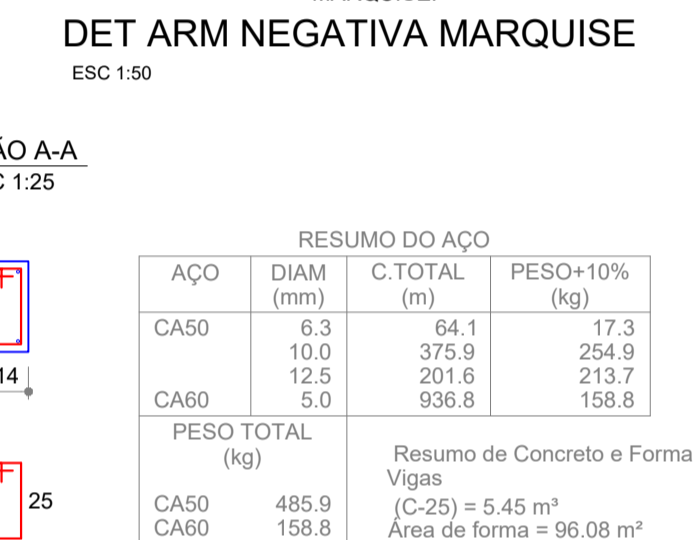 DET ARM NEGATIVA MARQUISE
ESC 1:50
ÃO A-A
1:25
14
25
RESUMO DO AÇO
AÇO DIAM C.TOTAL PESO+10%
(mm) (m) (kg)
CA50 6.3 64.1 17.3
10.0 375.9 254.9
12.5 201.6 213.7
CA60 5.0 936.8 158.8
PESO TOTAL
(kg)
CA50 485.9
CA60 158.8
Resumo de Concreto e Forma
Vigas
(C-25) = 5.45 m³
Área de forma = 96.08 m²